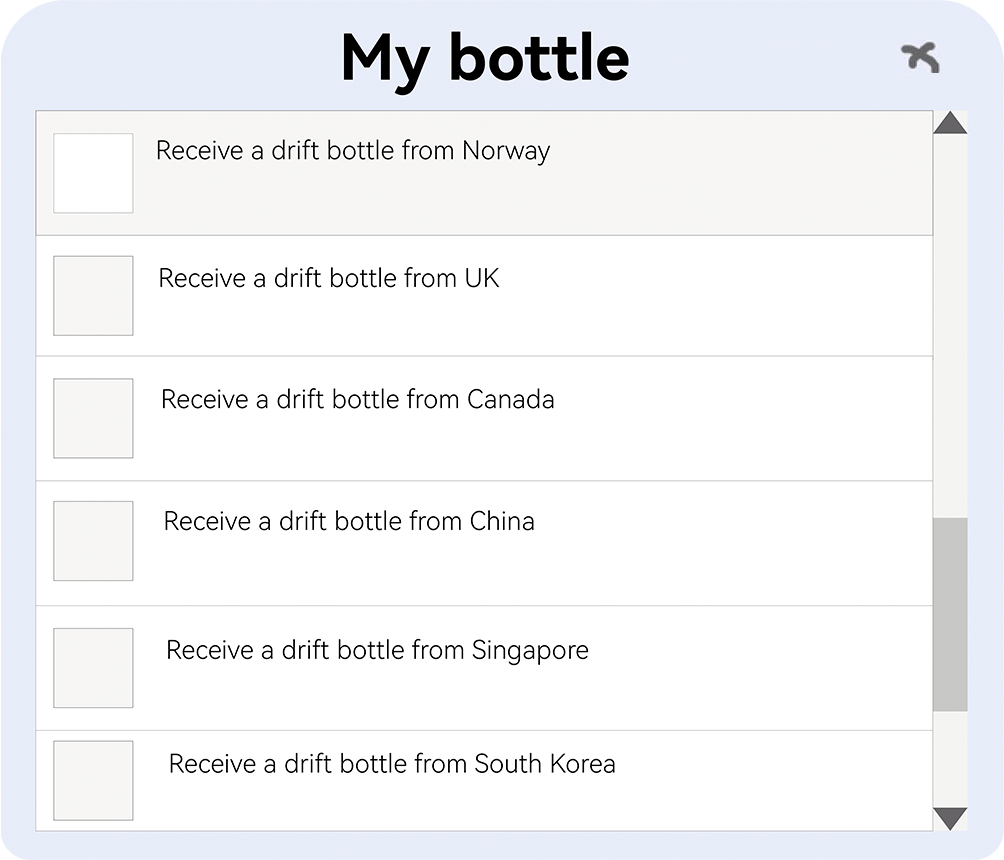 My bottle
Receive a drift bottle from Norway
Receive a drift bottle from UK
Receive a drift bottle from Canada
Receive a drift bottle from China
Receive a drift bottle from Singapore
Receive a drift bottle from South Korea